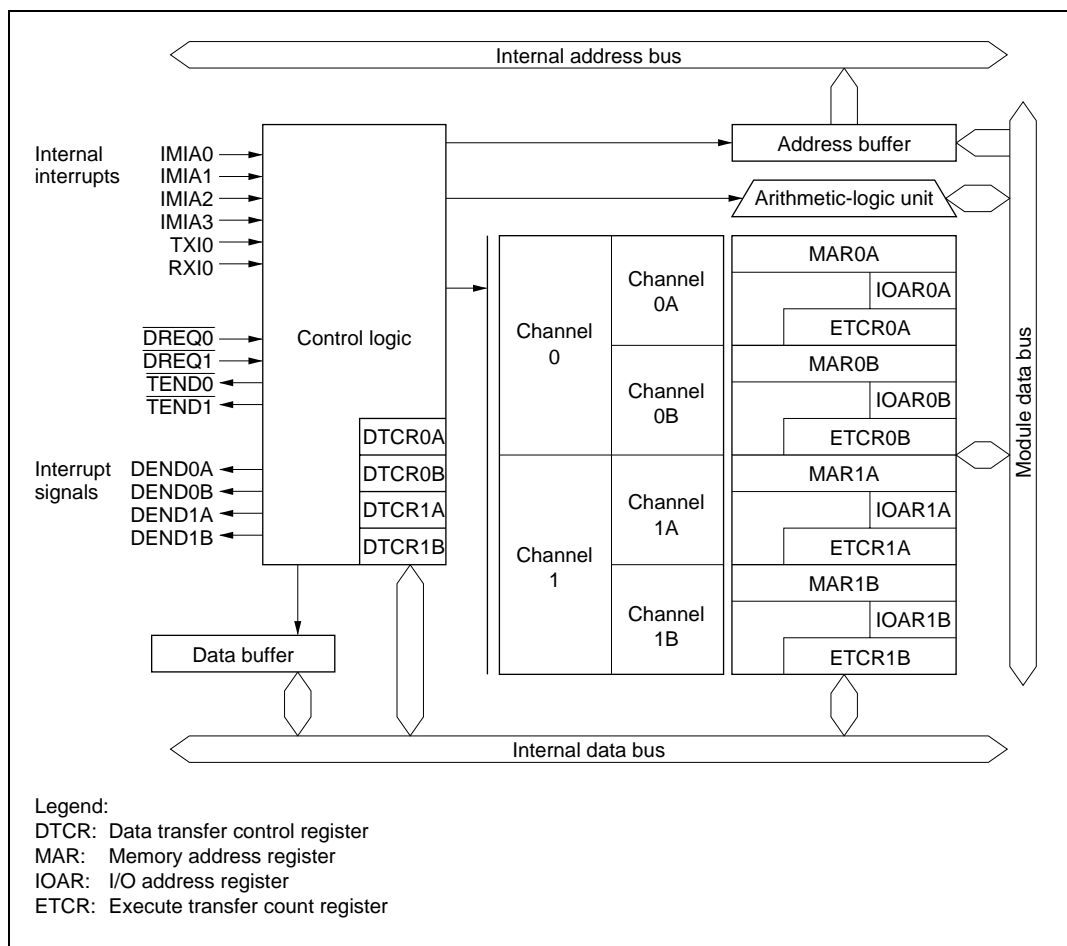 Internal address bus
Internal
interrupts
IMIA0
IMIA1
IMIA2
IMIA3
TXI0
RXI0
DREQ0
DREQ1
TEND0
TEND1
Interrupt
signals
DEND0A
DEND0B
DEND1A
DEND1B
Control logic
DTCR0A
DTCR0B
DTCR1A
DTCR1B
Data buffer
Address buffer
Arithmetic-logic unit
Channel
0
Channel
1
Channel
0A
Channel
0B
Channel
1A
Channel
1B
MAR0A
IOAR0A
ETCR0A
MAR0B
IOAR0B
ETCR0B
MAR1A
IOAR1A
ETCR1A
MAR1B
IOAR1B
ETCR1B
Module data bus
Internal data bus
Legend:
DTCR: Data transfer control register
MAR: Memory address register
IOAR: I/O address register
ETCR: Execute transfer count register